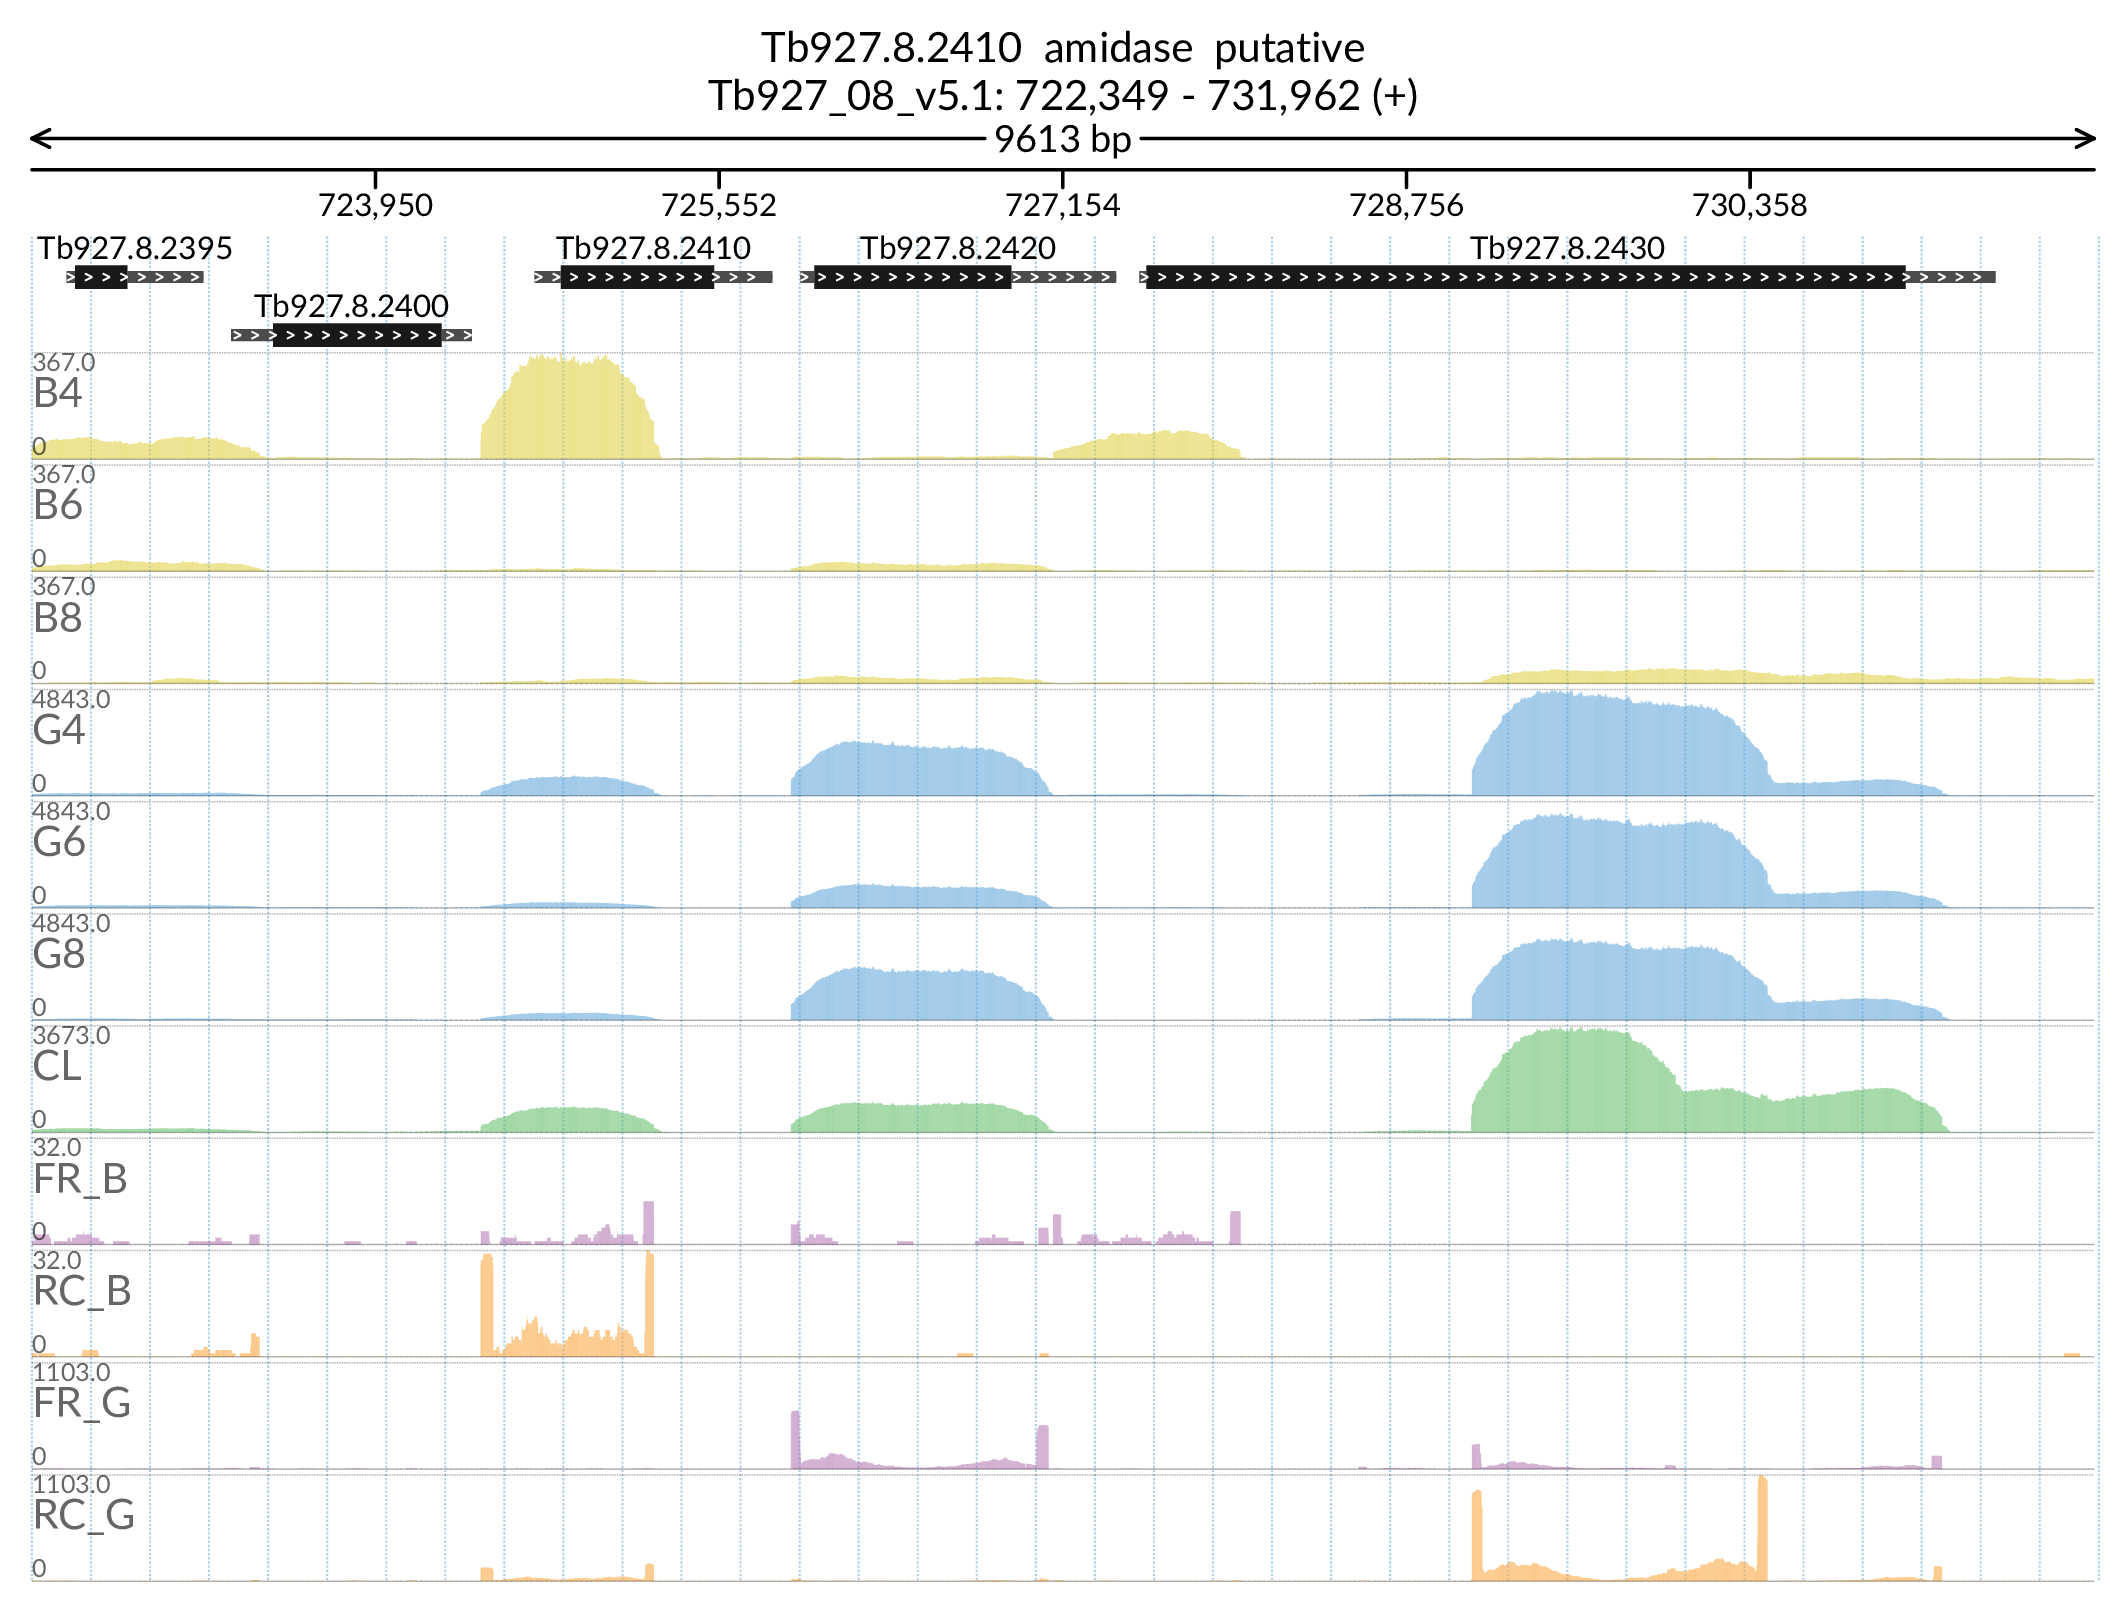 Tb927.8.2410 amidase putative
Tb927_08_v5.1: 722,349 - 731,962 (+)
9613 bp
723,950 725,552 727,154 728,756 730,358
Tb927.8.2395 Tb927.8.2410 Tb927.8.2420 Tb927.8.2430
Tb927.8.2400
367.0
B4
0
367.0
B6
0
367.0
B8
0
4843.0
G4
0
4843.0
G6
0
4843.0
G8
0
3673.0
CL
0
32.0
FR_B
0
32.0
RC_B
0
1103.0
FR_G
0
1103.0
RC_G
0